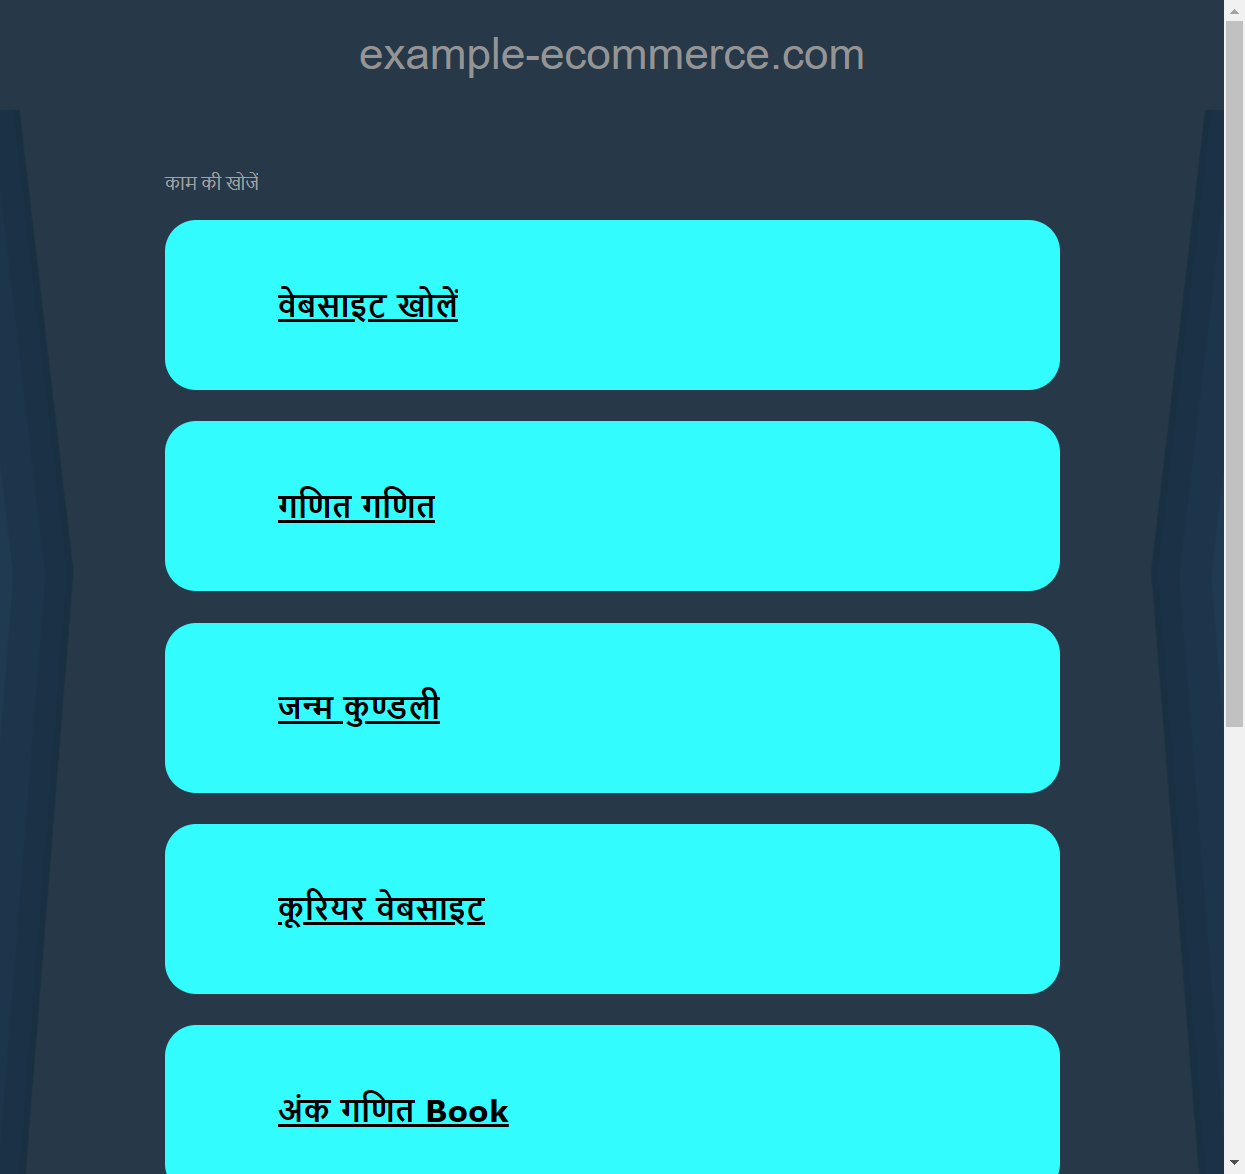 example-ecommerce.com
काम की खोजें
वेबसाइट खोलें
गणित गणित
जन्म कुण्डली
कूरियर वेबसाइट
अंक गणित Book